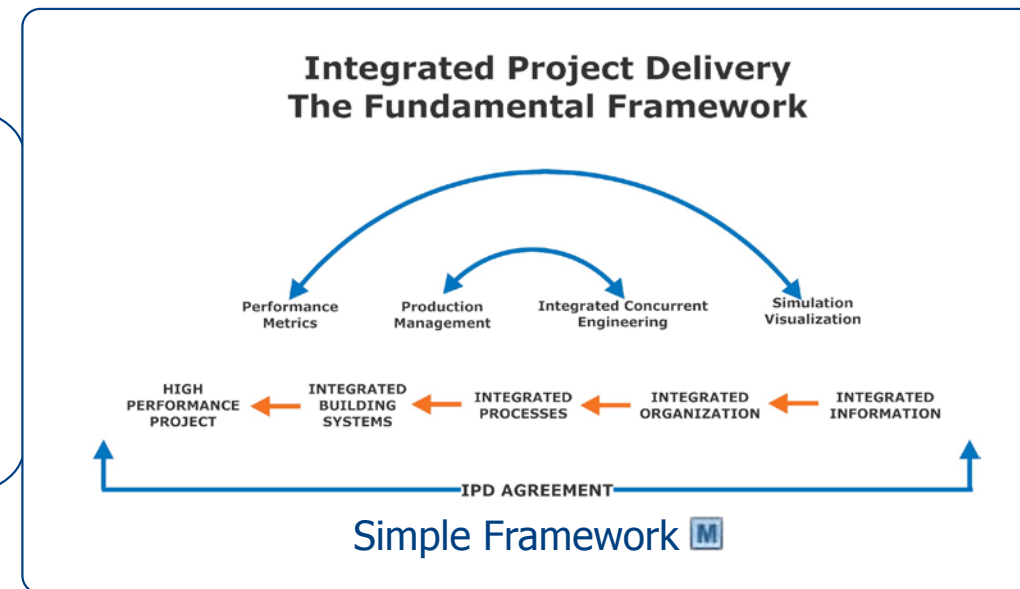 Integrated Project Delivery
The Fundamental Framework
Performance
Metrics
Production
Management
Integrated Concurrent
Engineering
Simulation
Visualization
HIGH
PERFORMANCE
PROJECT
INTEGRATED
BUILDING
SYSTEMS
INTEGRATED
PROCESSES
INTEGRATED
ORGANIZATION
INTEGRATED
INFORMATION
IPD AGREEMENT
Simple Framework M